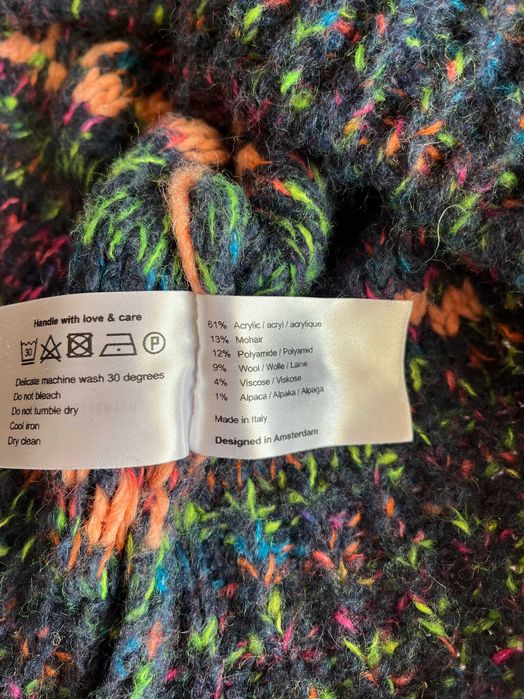 Handle with love & care
30 P
Delicate machine wash 30 degrees
Do not bleach
Do not tumble dry
Cool iron
Dry clean
61% Acrylic / acryl / acrylique
13% Mohair
12% Polyamide / Polyamid
9% Wool / Wolle / Laine
4% Viscose / Viskose
1% Alpaca / Alpaka / Alpaga
Made in Italy
Designed in Amsterdam